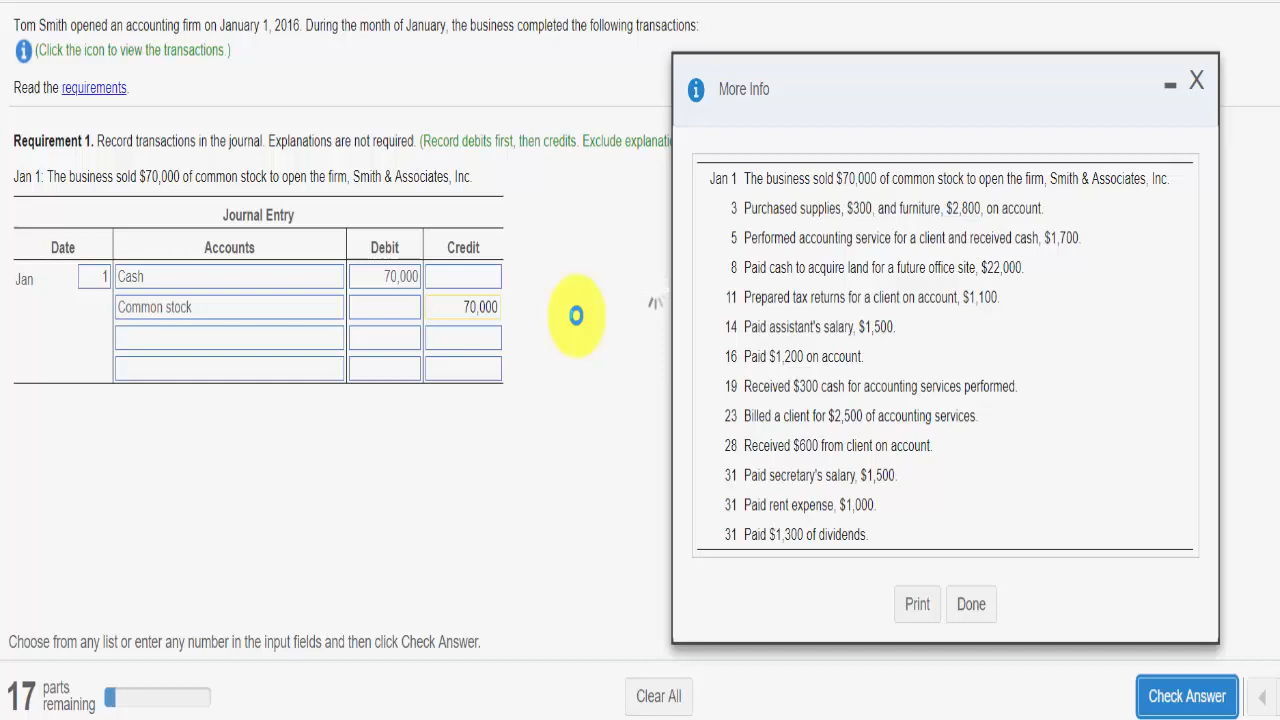 Tom Smith opened an accounting firm on January 1, 2016. During the month of January, the business completed the following transactions:
(Click the icon to view the transactions.)
Read the requirements.
Requirement 1. Record transactions in the journal. Explanations are not required. (Record debits first, then credits. Exclude
Jan 1: The business sold $70,000 of common stock to open the firm, Smith & Associates, Inc.
Journal Entry
Date Accounts Debit Credit
Jan 1 Cash 70,000
Common stock 70,000
More Info
Jan 1 The business sold $70,000 of common stock to open the firm, Smith & Associates, Inc.
3 Purchased supplies, $300, and furniture, $2,800, on account.
5 Performed accounting service for a client and received cash, $1,700.
8 Paid cash to acquire land for a future office site, $22,000.
11 Prepared tax returns for a client on account, $1,100.
14 Paid assistant's salary, $1,500.
16 Paid $1,200 on account.
19 Received $300 cash for accounting services performed.
23 Billed a client for $2,500 of accounting services.
28 Received $600 from client on account.
31 Paid secretary's salary, $1,500.
31 Paid rent expense, $1,000.
31 Paid $1,300 of dividends.
Print Done
Choose from any list or enter any number in the input fields and then click Check Answer.
17 parts remaining
Clear All
Check Answer